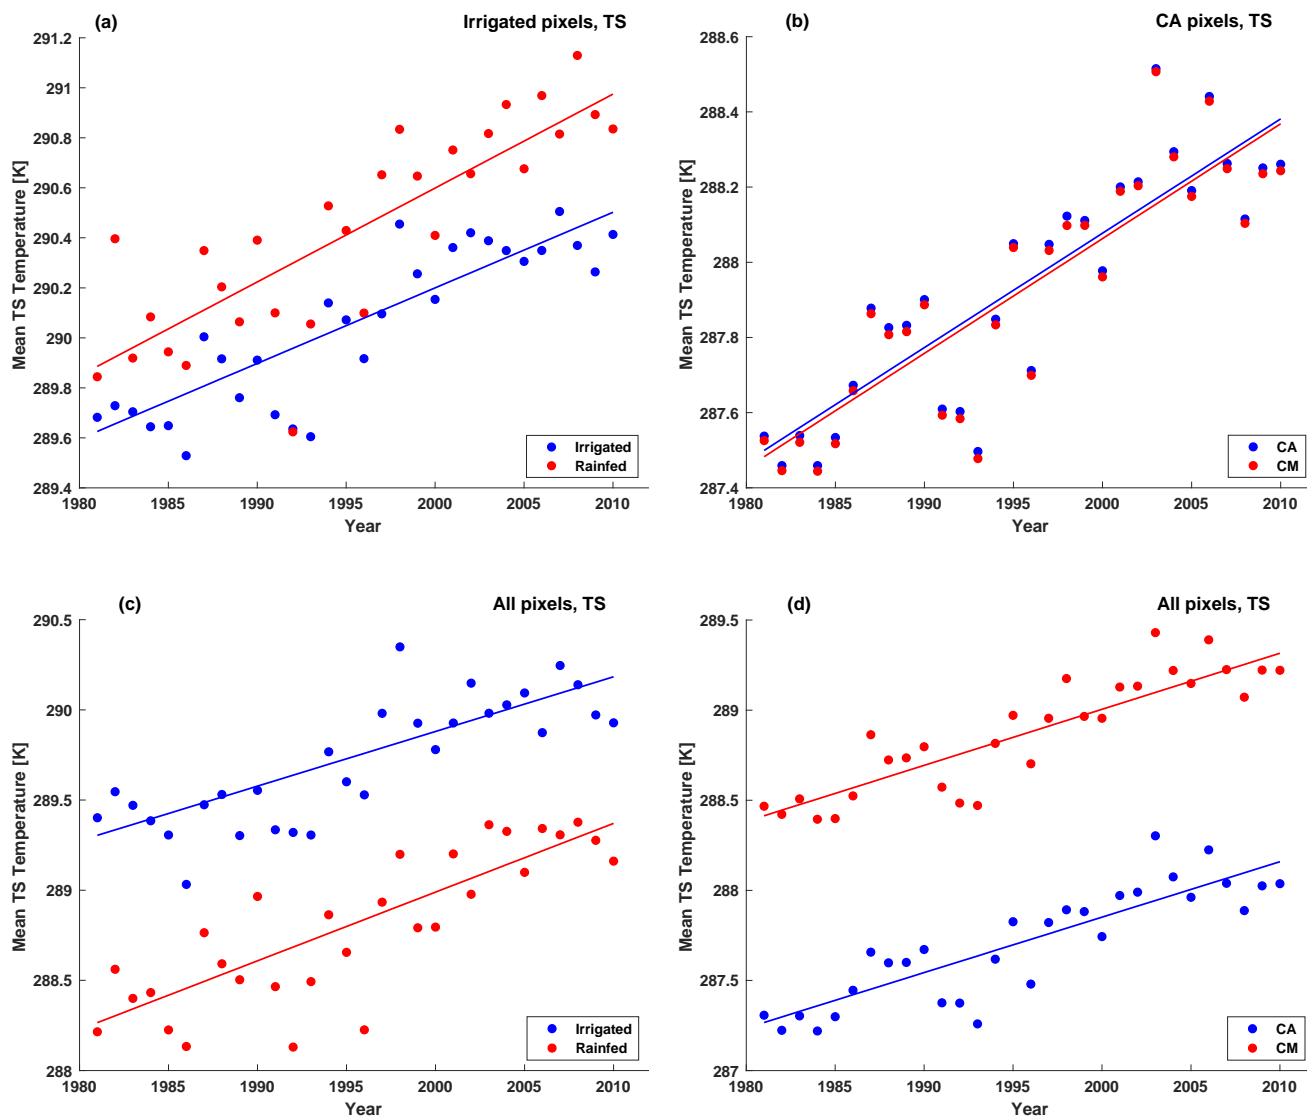 (a) Irrigated pixels, TS
291.2
291
290.8
290.6
290.4
290.2
290
289.8
289.6
289.4
Mean TS Temperature [K]
1980 1985 1990 1995 2000 2005 2010
Year
Irrigated
Rainfed
(b) CA pixels, TS
288.6
288.4
288.2
288
287.8
287.6
287.4
Mean TS Temperature [K]
1980 1985 1990 1995 2000 2005 2010
Year
CA
CM
(c) All pixels, TS
290.5
290
289.5
289
288.5
288
Mean TS Temperature [K]
1980 1985 1990 1995 2000 2005 2010
Year
Irrigated
Rainfed
(d) All pixels, TS
289.5
289
288.5
288
287.5
287
Mean TS Temperature [K]
1980 1985 1990 1995 2000 2005 2010
Year
CA
CM